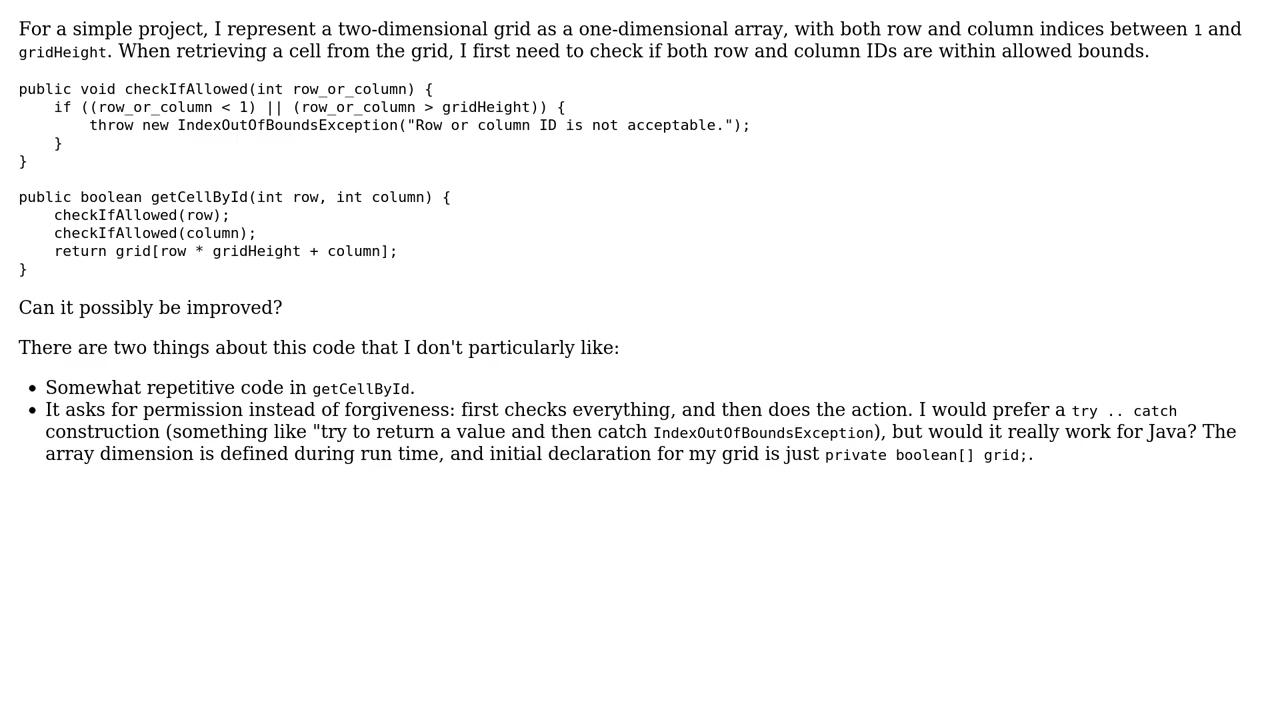 For a simple project, I represent a two-dimensional grid as a one-dimensional array, with both row and column indices between 1 and
gridHeight. When retrieving a cell from the grid, I first need to check if both row and column IDs are within allowed bounds.
public void checkIfAllowed(int row_or_column) {
    if ((row_or_column < 1) || (row_or_column > gridHeight)) {
        throw new IndexOutOfBoundsException("Row or column ID is not acceptable.");
    }
}
public boolean getCellById(int row, int column) {
    checkIfAllowed(row);
    checkIfAllowed(column);
    return grid[row * gridHeight + column];
}
Can it possibly be improved?
There are two things about this code that I don't particularly like:
• Somewhat repetitive code in getCellById.
• It asks for permission instead of forgiveness: first checks everything, and then does the action. I would prefer a try .. catch
construction (something like "try to return a value and then catch IndexOutOfBoundsException), but would it really work for Java? The
array dimension is defined during run time, and initial declaration for my grid is just private boolean[] grid;.